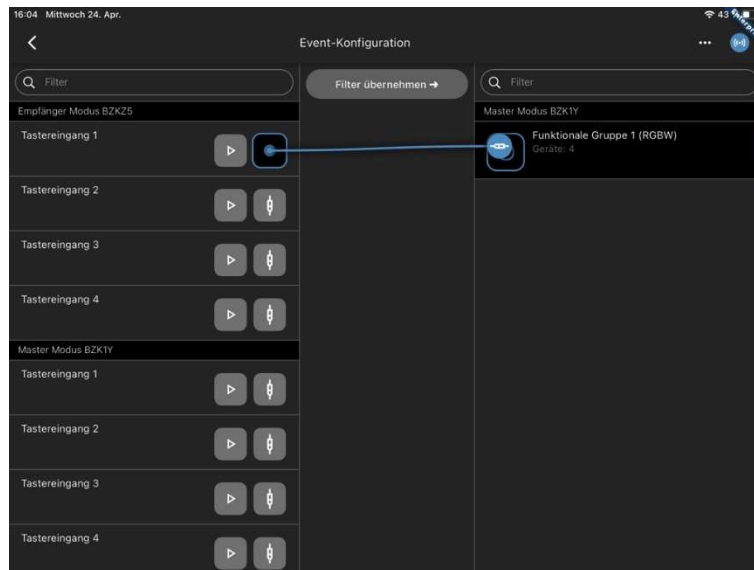 16:04 Mittwoch 24. Apr.
43 %
Event-Konfiguration
Filter
Filter übernehmen →
Filter
Empfänger Modus BZKZ5
Tastereingang 1
Tastereingang 2
Tastereingang 3
Tastereingang 4
Master Modus BZK1Y
Tastereingang 1
Tastereingang 2
Tastereingang 3
Tastereingang 4
Master Modus BZK1Y
Funktionale Gruppe 1 (RGBW)
Geräte: 4